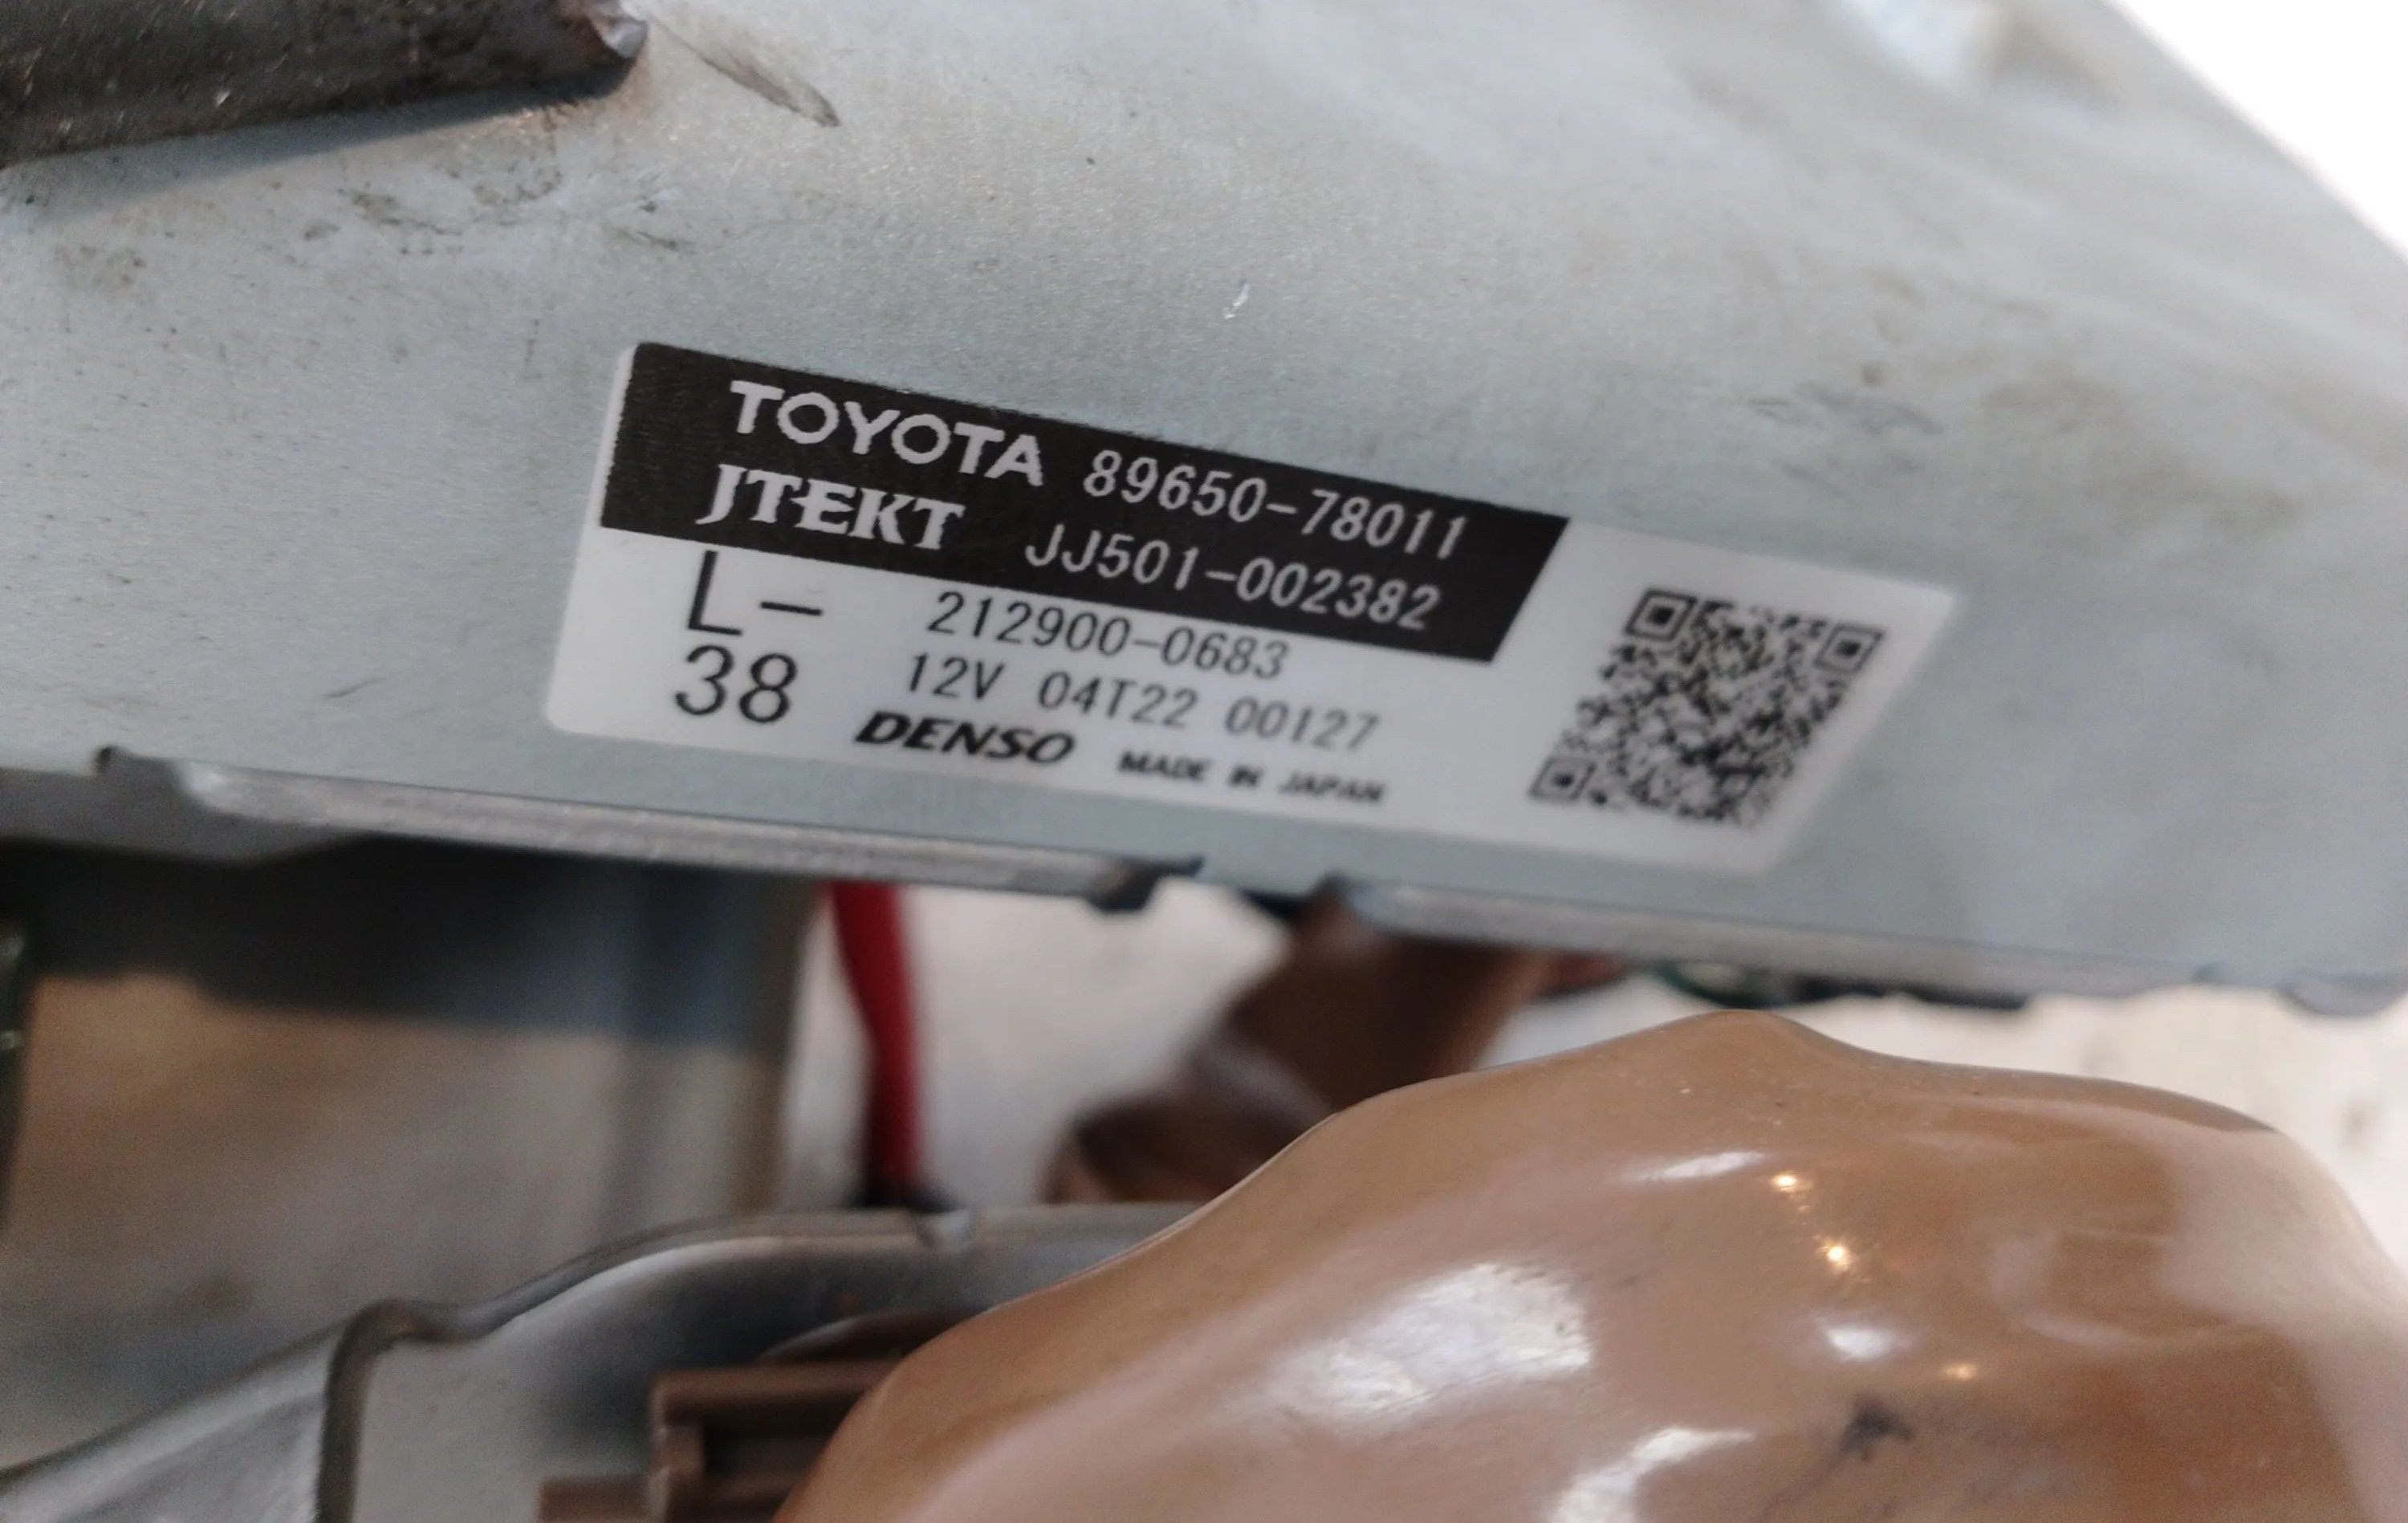 TOYOTA 89650-78011
JTEKT JJ501-002382
L-
38
212900-0683
12V 04T22 00127
DENSO MADE IN JAPAN